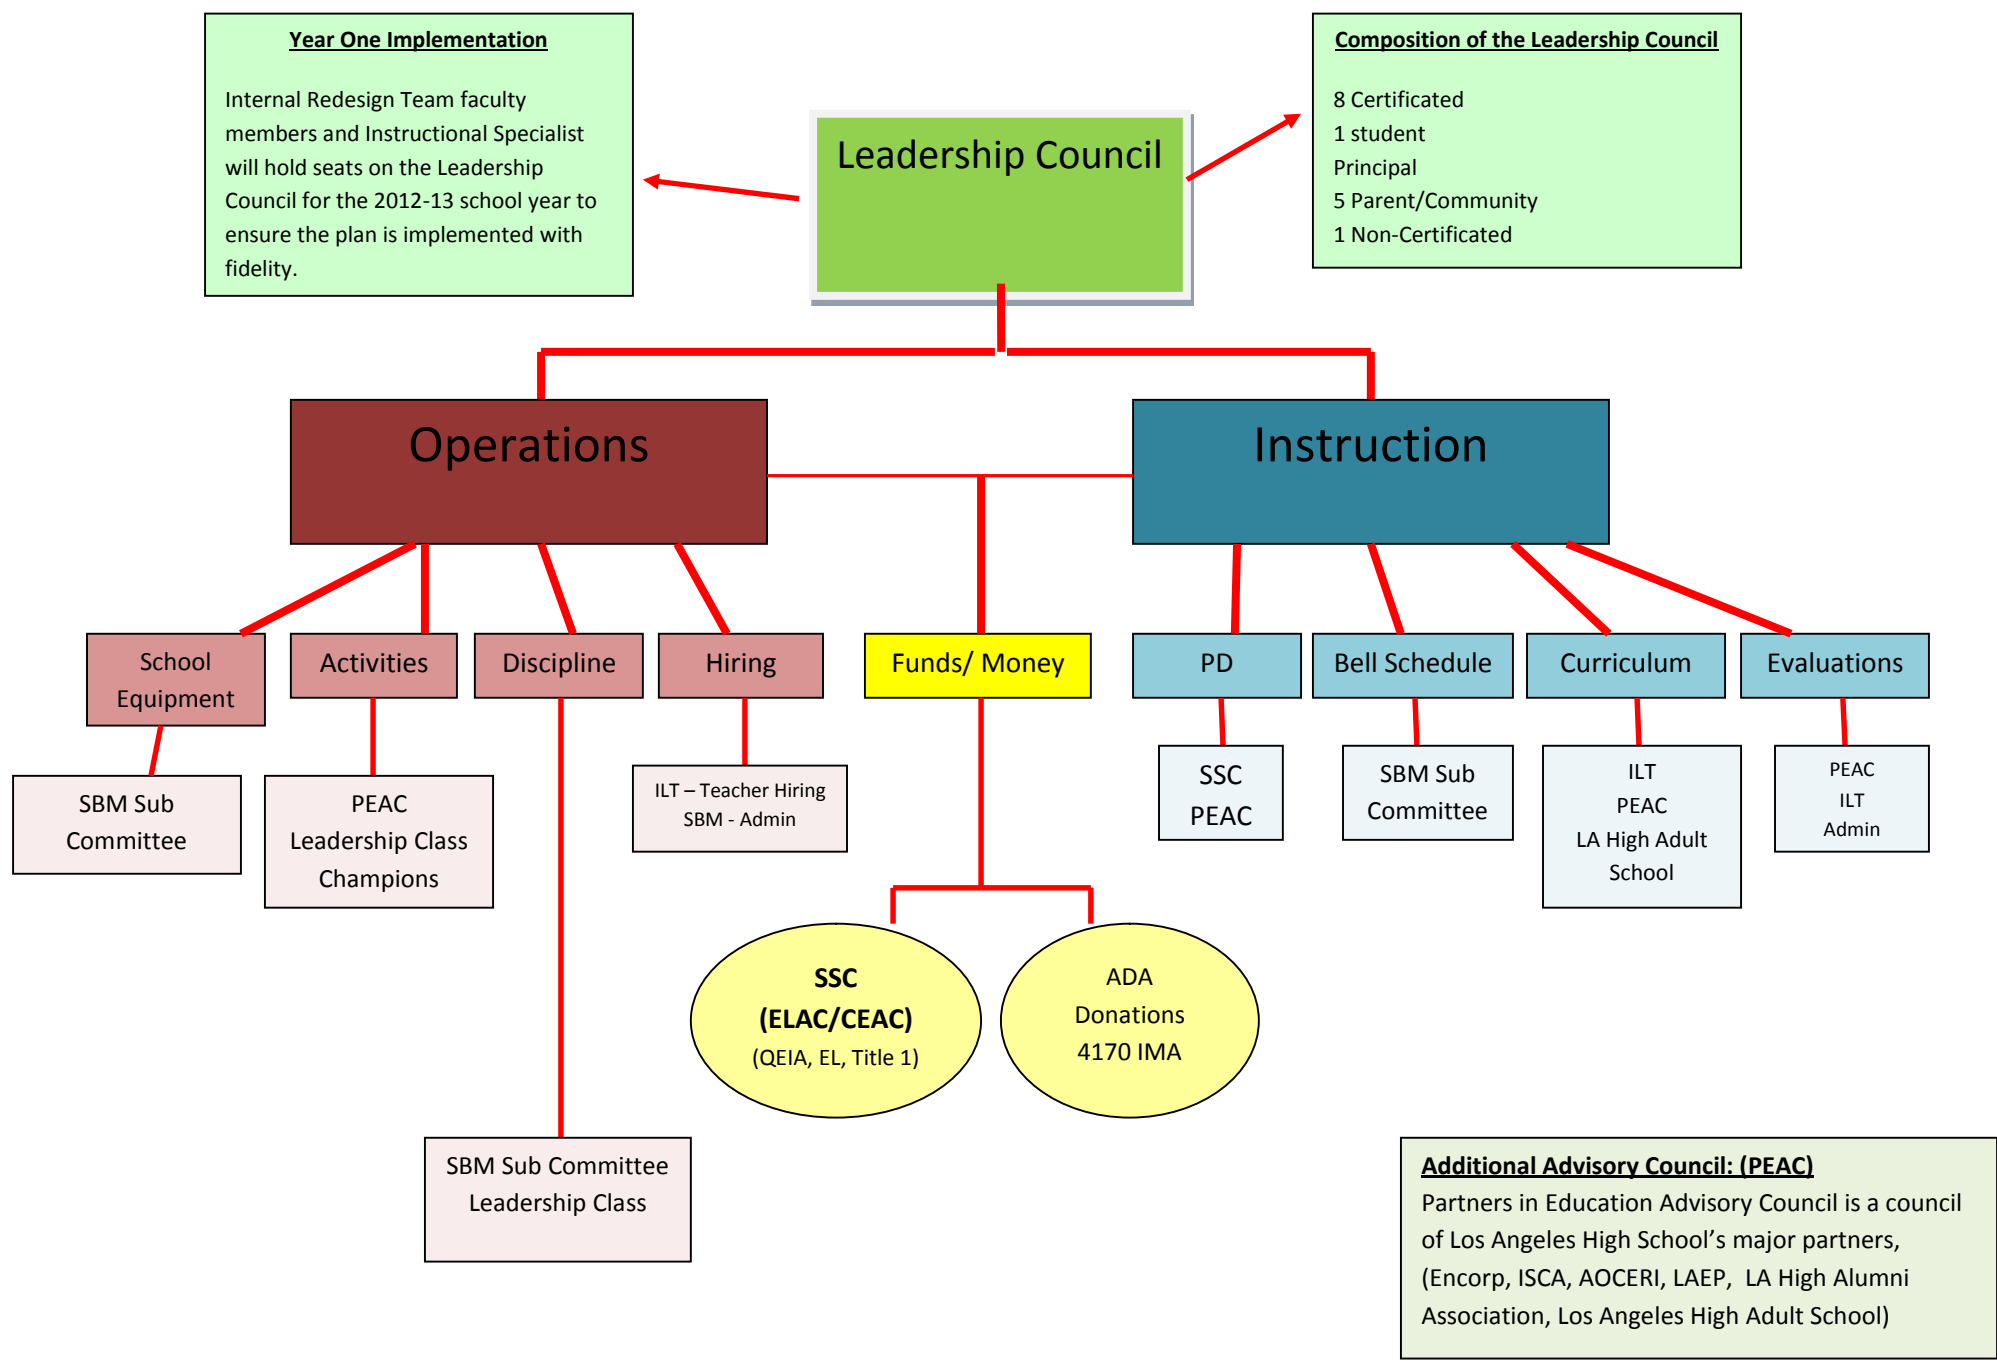 Year One Implementation
Internal Redesign Team faculty
members and Instructional Specialist
will hold seats on the Leadership
Council for the 2012-13 school year to
ensure the plan is implemented with
fidelity.
Leadership Council
Composition of the Leadership Council
8 Certificated
1 student
Principal
5 Parent/Community
1 Non-Certificated
Operations
Instruction
School
Equipment
Activities
Discipline
Hiring
Funds/ Money
PD
Bell Schedule
Curriculum
Evaluations
SBM Sub
Committee
PEAC
Leadership Class
Champions
ILT – Teacher Hiring
SBM - Admin
SSC
PEAC
SBM Sub
Committee
ILT
PEAC
LA High Adult
School
PEAC
ILT
Admin
SSC
(ELAC/CEAC)
(QEIA, EL, Title 1)
ADA
Donations
4170 IMA
SBM Sub Committee
Leadership Class
Additional Advisory Council: (PEAC)
Partners in Education Advisory Council is a council
of Los Angeles High School’s major partners,
(Encorp, ISCA, AOCERI, LAEP,  LA High Alumni
Association, Los Angeles High Adult School)